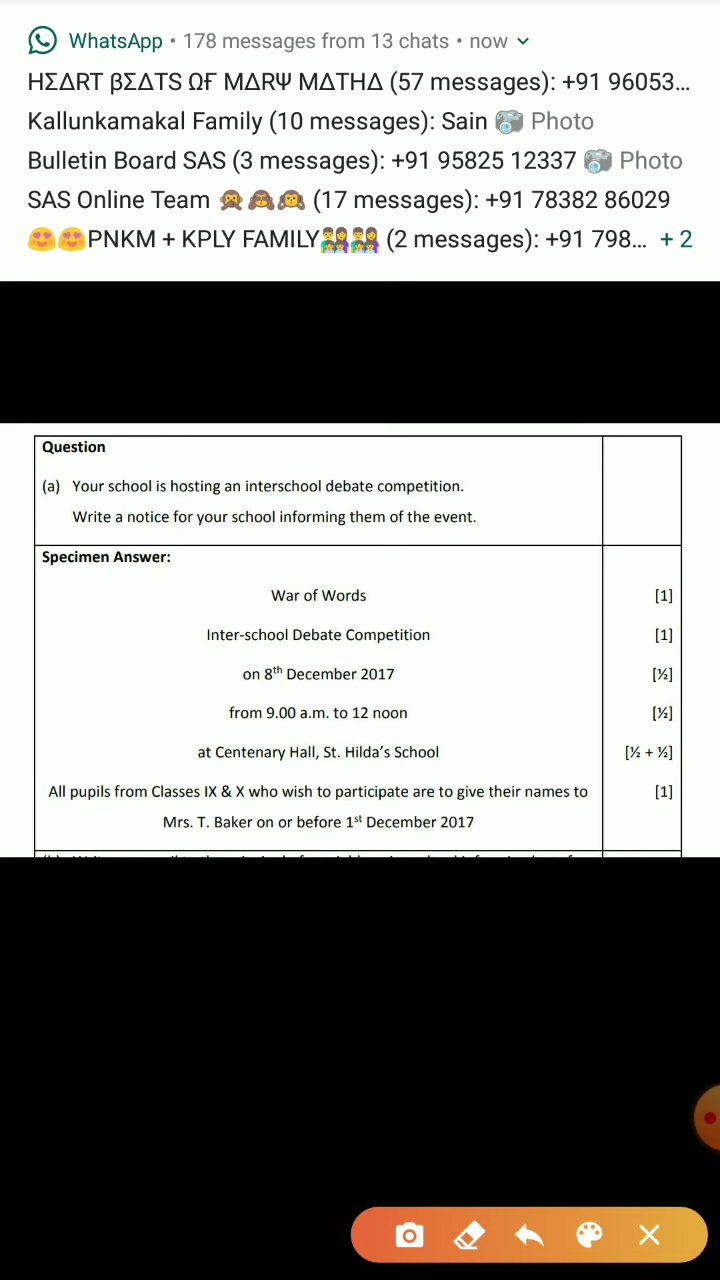 WhatsApp • 178 messages from 13 chats • now
HΣΔRT βΣΔTS ΩҒ MΔRΨ MΔTHΔ (57 messages): +91 96053...
Kallunkamakal Family (10 messages): Sain 📷 Photo
Bulletin Board SAS (3 messages): +91 95825 12337 📷 Photo
SAS Online Team 🙊🙈🙉 (17 messages): +91 78382 86029
😍😍PNKM + KPLY FAMILY👨‍👩‍👧‍👦👨‍👩‍👧‍👦 (2 messages): +91 798... + 2
Question
(a) Your school is hosting an interschool debate competition.
Write a notice for your school informing them of the event.
Specimen Answer:
War of Words [1]
Inter-school Debate Competition [1]
on 8th December 2017 [½]
from 9.00 a.m. to 12 noon [½]
at Centenary Hall, St. Hilda's School [½ + ½]
All pupils from Classes IX & X who wish to participate are to give their names to [1]
Mrs. T. Baker on or before 1st December 2017